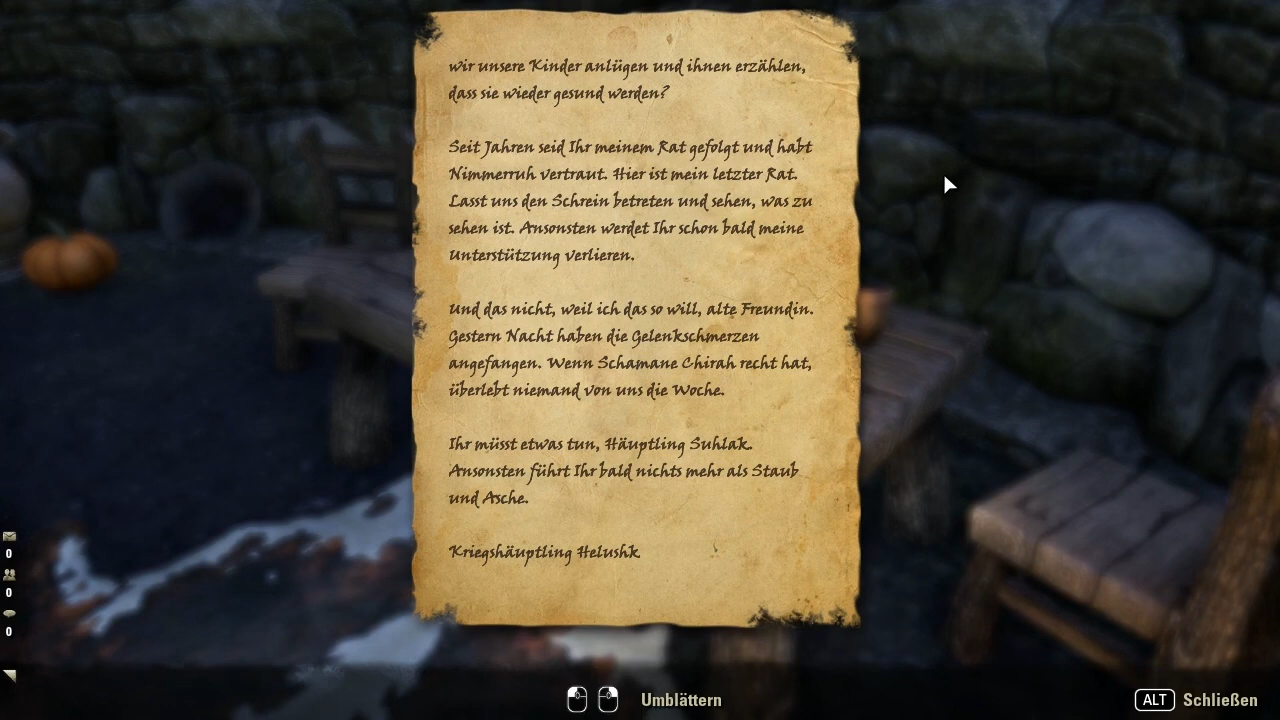 wir unsere Kinder anlügen und ihnen erzählen,
dass sie wieder gesund werden?
Seit Jahren seid Ihr meinem Rat gefolgt und habt
Nimmerruh vertraut. Hier ist mein letzter Rat.
Lasst uns den Schrein betreten und sehen, was zu
sehen ist. Ansonsten werdet Ihr schon bald meine
Unterstützung verlieren.
Und das nicht, weil ich das so will, alte Freundin.
Gestern Nacht haben die Gelenkschmerzen
angefangen. Wenn Schamane Chirah recht hat,
überlebt niemand von uns die Woche.
Ihr müsst etwas tun, Häuptling Suhlak.
Ansonsten führt Ihr bald nichts mehr als Staub
und Asche.
Kriegshäuptling Helushk
0
0
0
Umblättern
ALT Schließen